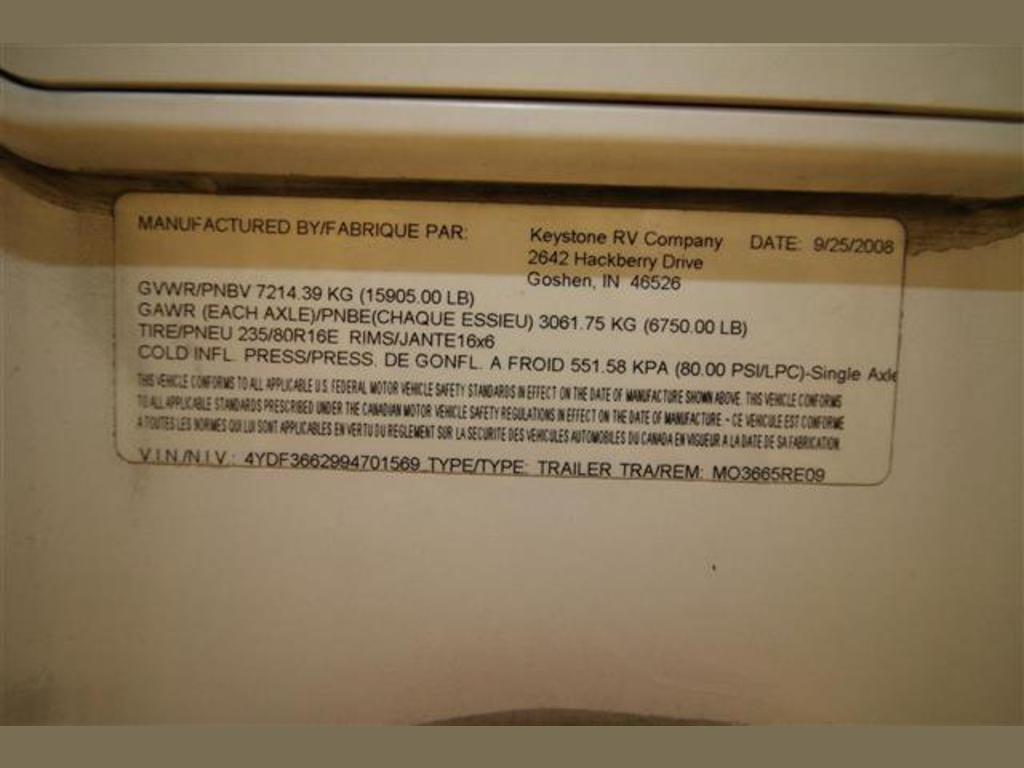 MANUFACTURED BY/FABRIQUE PAR: Keystone RV Company DATE: 9/25/2008
2642 Hackberry Drive
Goshen, IN 46526
GVWR/PNBV 7214.39 KG (15905.00 LB)
GAWR (EACH AXLE)/PNBE(CHAQUE ESSIEU) 3061.75 KG (6750.00 LB)
TIRE/PNEU 235/80R16E RIMS/JANTE16x6
COLD INFL. PRESS/PRESS. DE GONFL. A FROID 551.58 KPA (80.00 PSI/LPC)-Single Axle
THIS VEHICLE CONFORMS TO ALL APPLICABLE U.S. FEDERAL MOTOR VEHICLE SAFETY STANDARDS IN EFFECT ON THE DATE OF MANUFACTURE SHOWN ABOVE. THIS VEHICLE CONFORMS
TO ALL APPLICABLE STANDARDS PRESCRIBED UNDER THE CANADIAN MOTOR VEHICLE SAFETY REGULATIONS IN EFFECT ON THE DATE OF MANUFACTURE. - CE VEHICULE EST CONFORME
A TOUTES LES NORMES QUI LUI SONT APPLICABLES EN VERTU DU REGLEMENT SUR LA SECURITE DES VEHICULES AUTOMOBILES DU CANADA EN VIGUEUR A LA DATE DE SA FABRICATION.
V.I.N./N.I.V.: 4YDF3662994701569 TYPE/TYPE: TRAILER TRA/REM: MO3665RE09